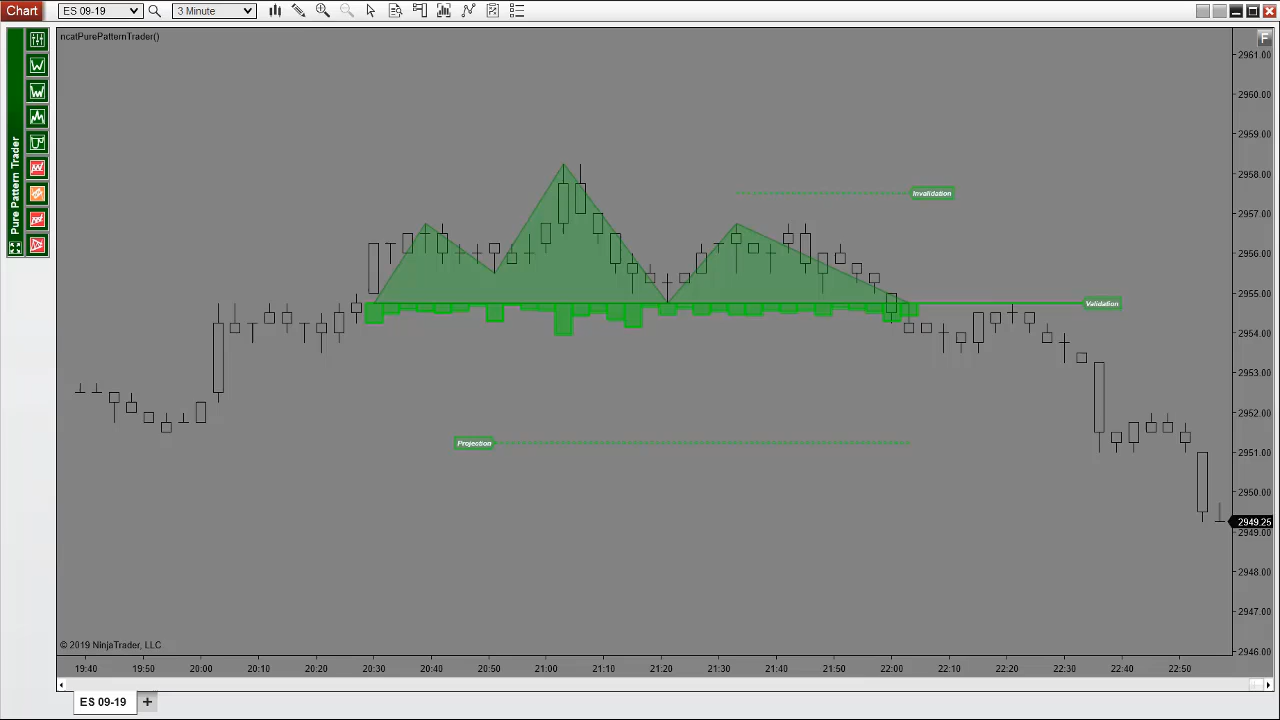 Chart ES 09-19 3 Minute
ncatPurePatternTrader()
F
Pure Pattern Trader
2961.00
2960.00
2959.00
2958.00
2957.00
2956.00
2955.00
2954.00
2953.00
2952.00
2951.00
2950.00
2949.25
2949.00
2948.00
2947.00
2946.00
Invalidation
Validation
Projection
© 2019 NinjaTrader, LLC
19:40 19:50 20:00 20:10 20:20 20:30 20:40 20:50 21:00 21:10 21:20 21:30 21:40 21:50 22:00 22:10 22:20 22:30 22:40 22:50
ES 09-19